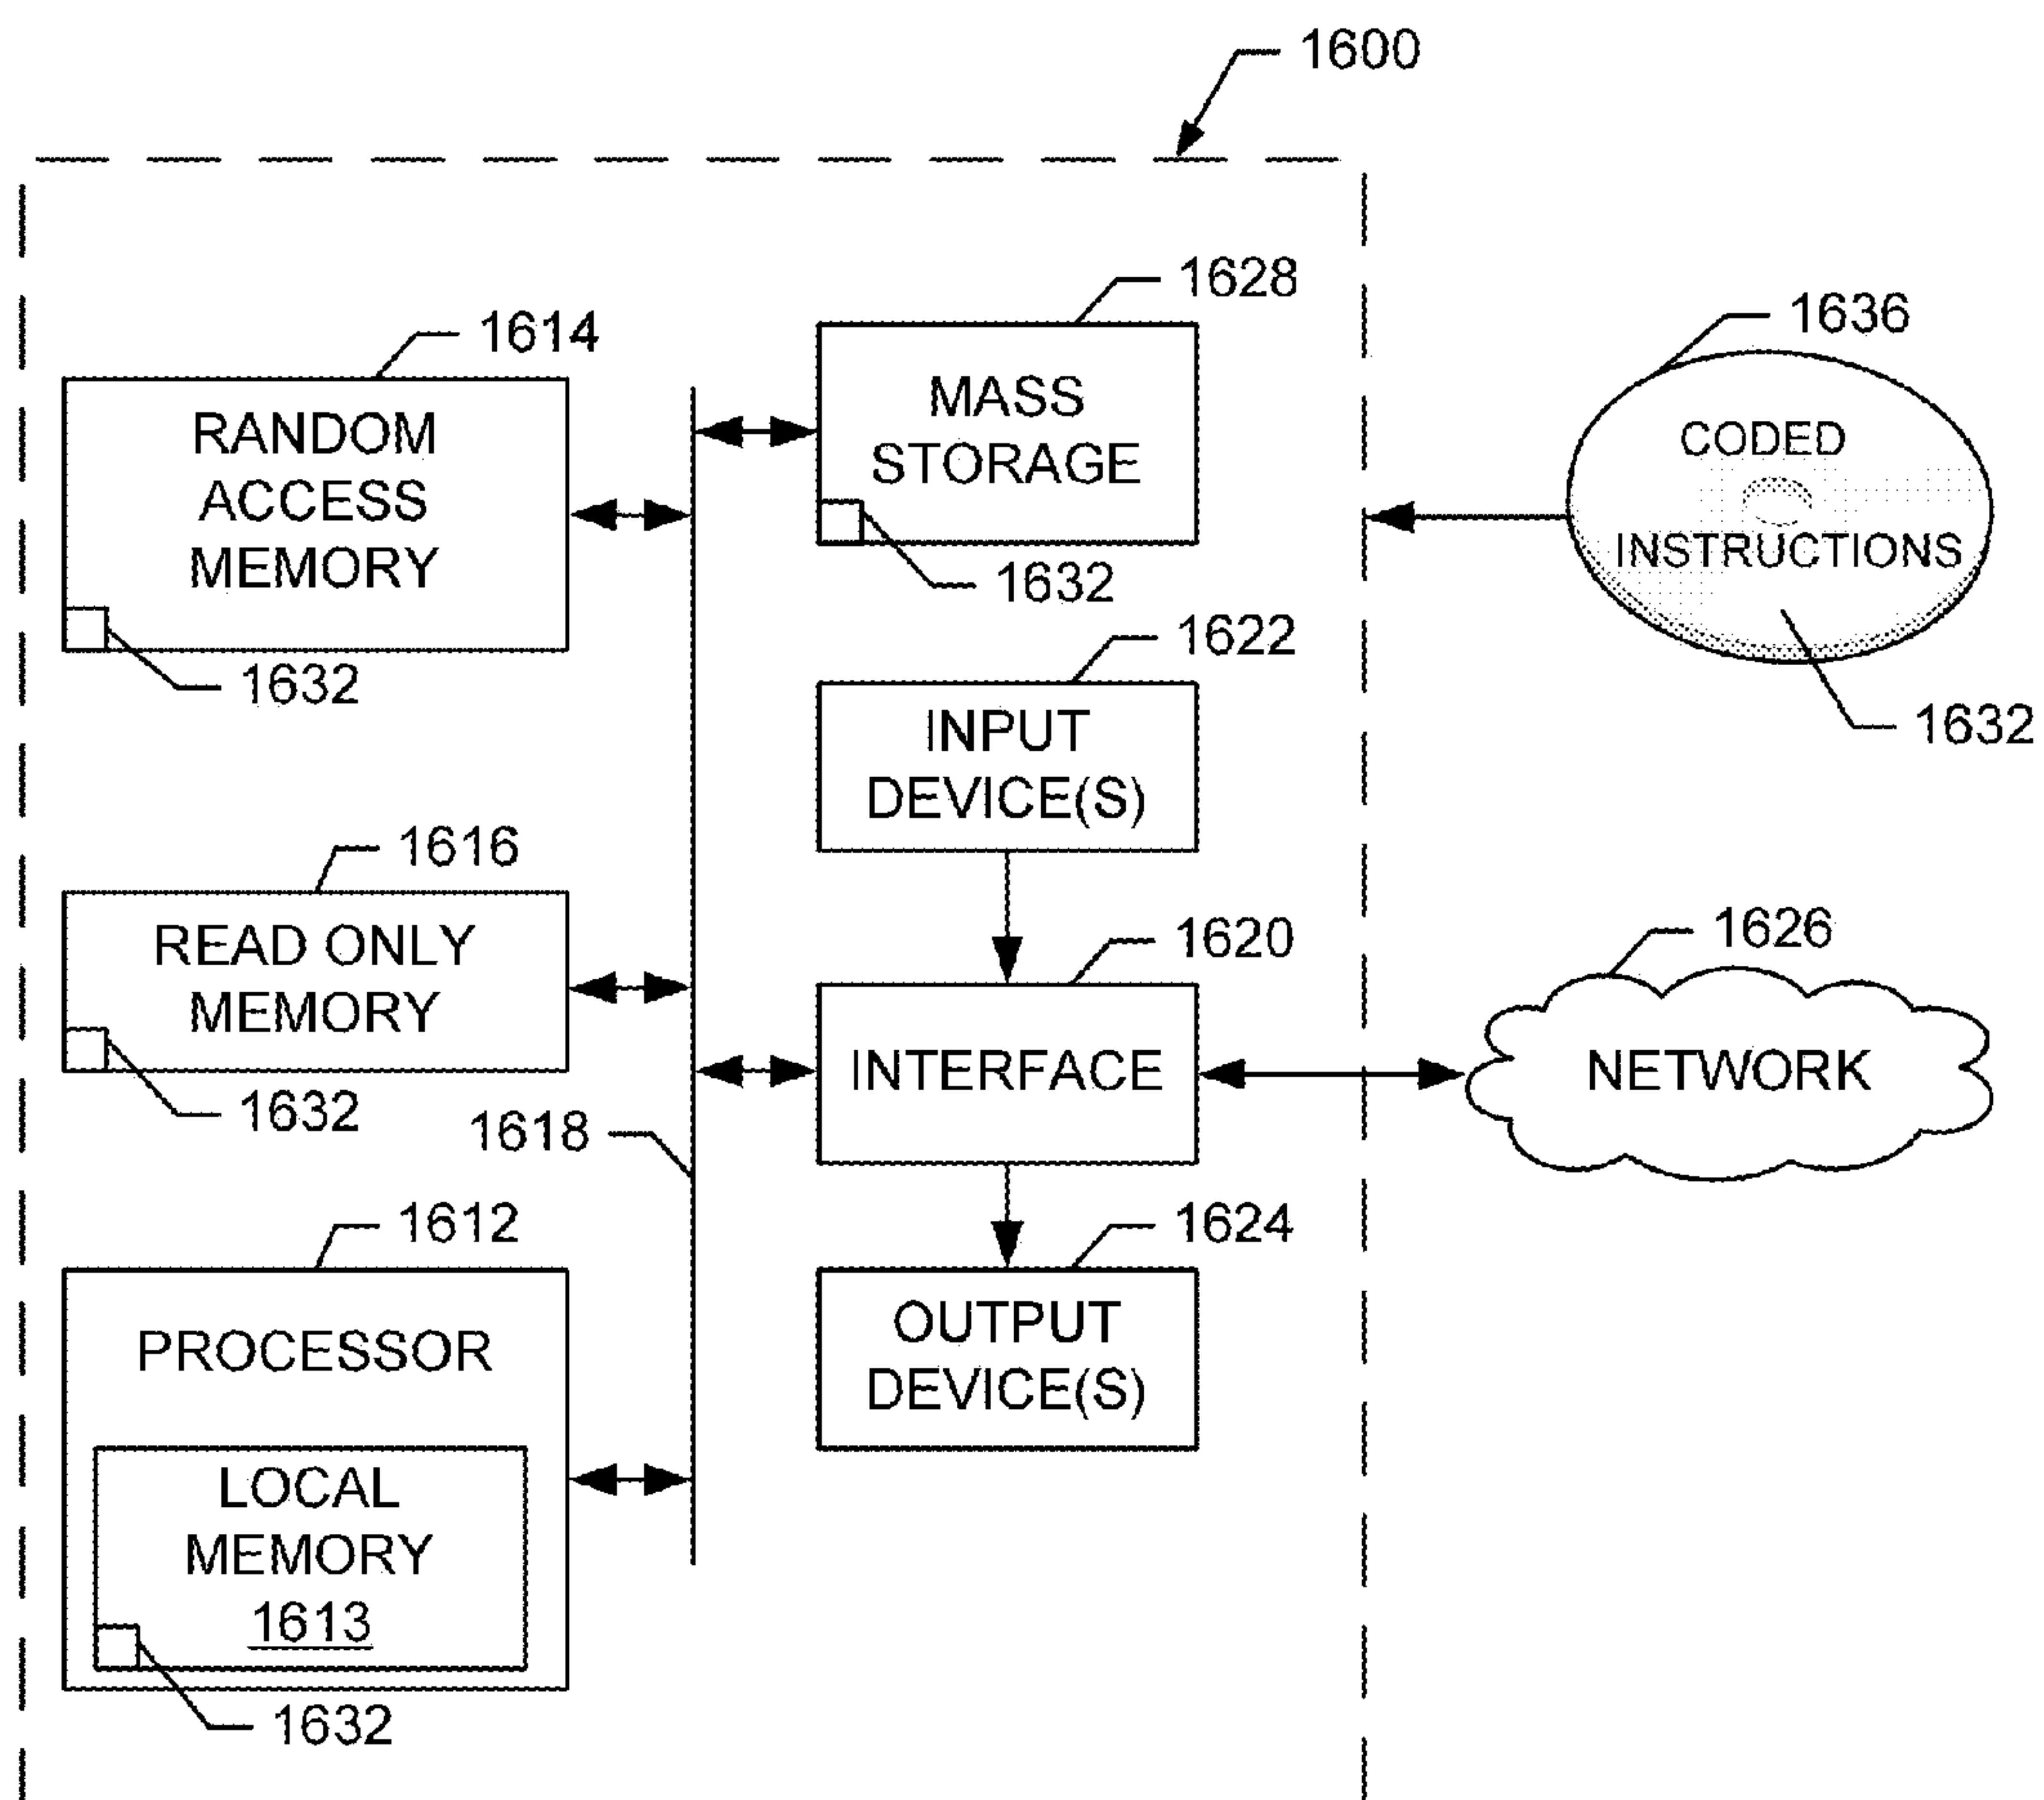 1600
1628
MASS
STORAGE
1632
1614
RANDOM
ACCESS
MEMORY
1632
1636
CODED
INSTRUCTIONS
1632
1622
INPUT
DEVICE(S)
1616
READ ONLY
MEMORY
1632
1620
INTERFACE
1626
NETWORK
1618
1612
PROCESSOR
LOCAL
MEMORY
1613
1632
1624
OUTPUT
DEVICE(S)